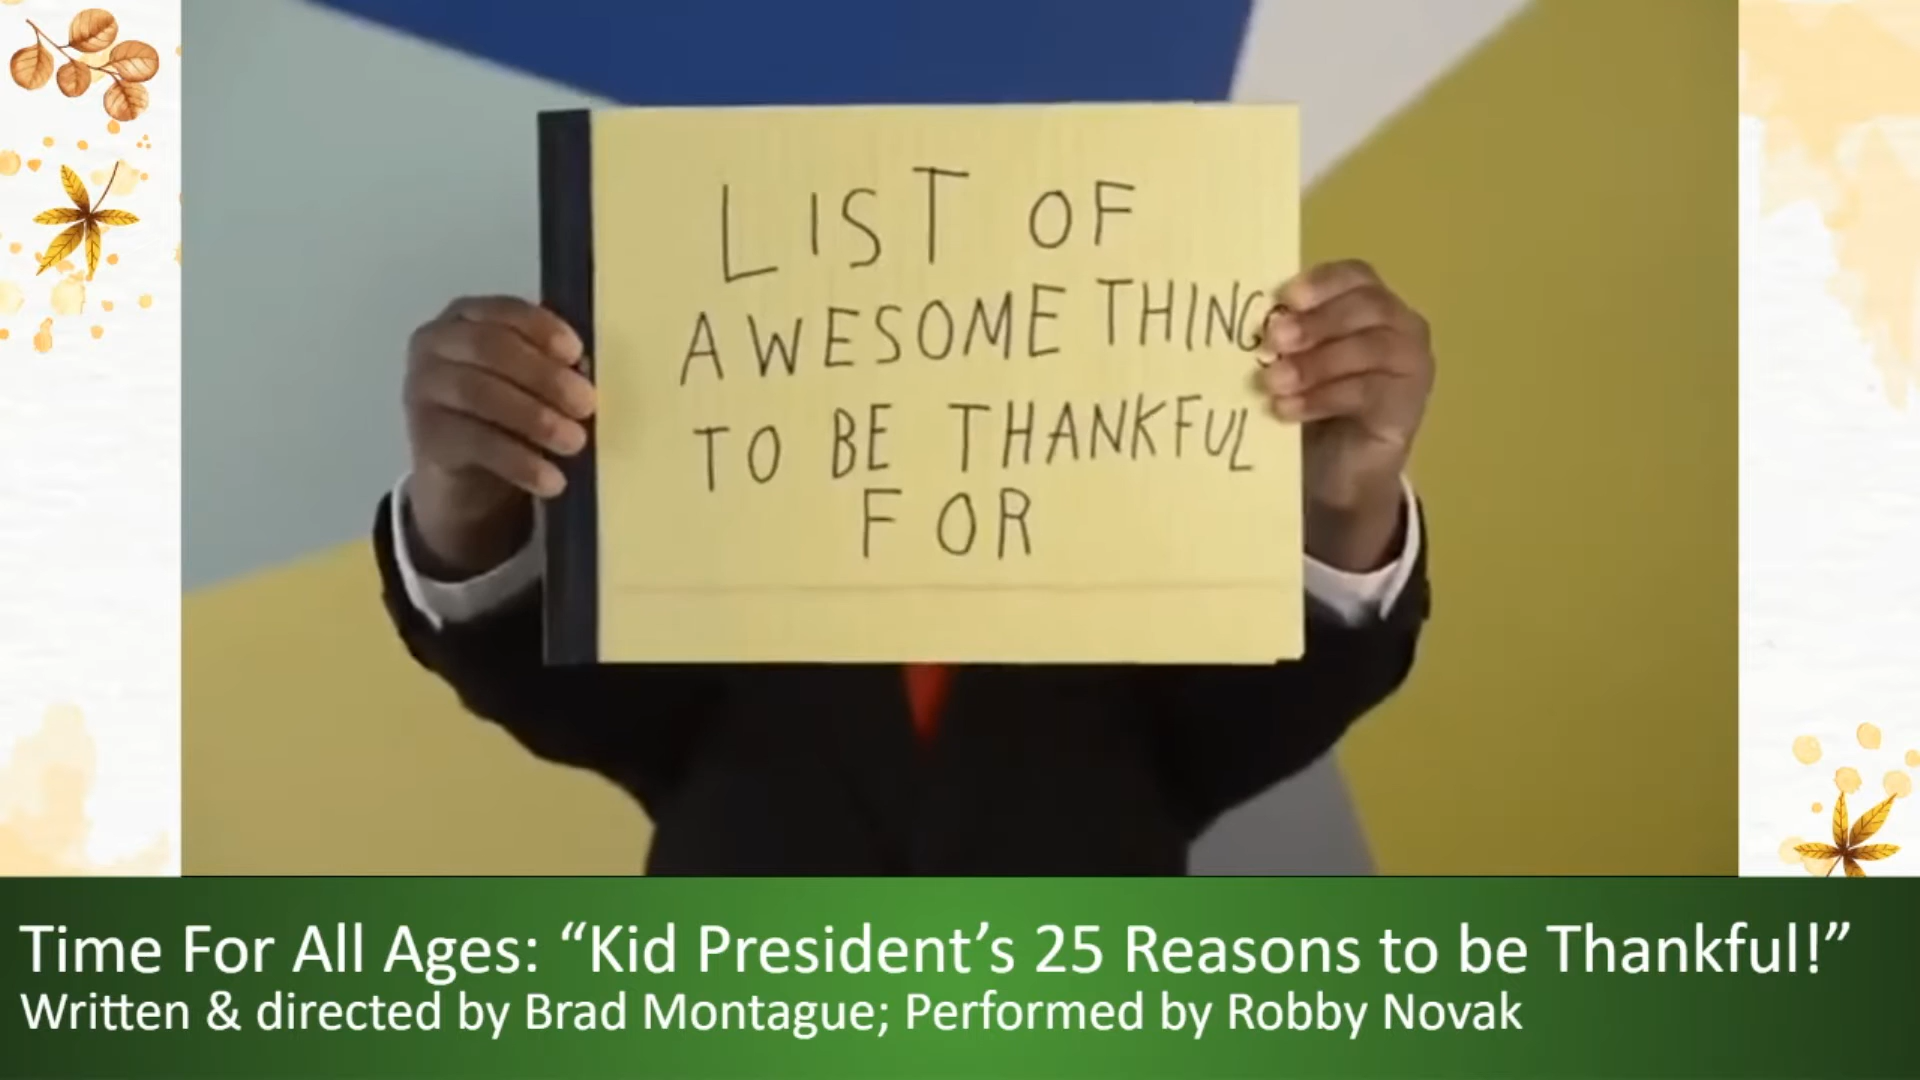 LIST OF
AWESOME THING
TO BE THANKFUL
FOR
Time For All Ages: “Kid President’s 25 Reasons to be Thankful!”
Written & directed by Brad Montague; Performed by Robby Novak